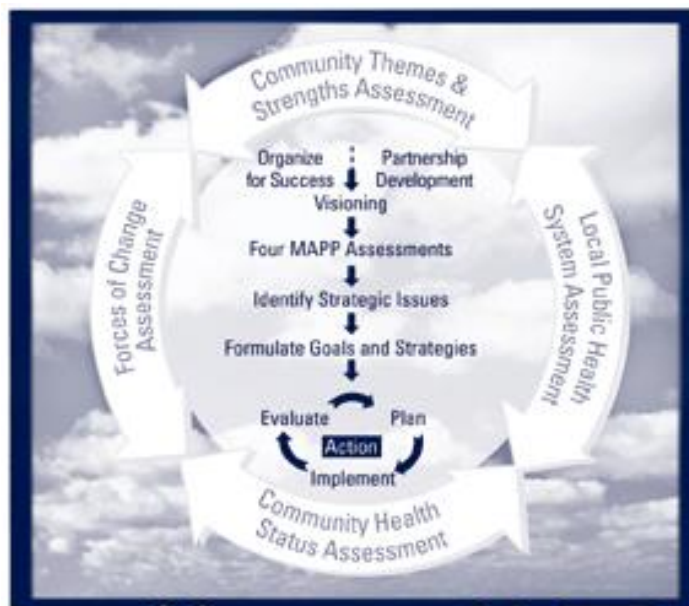 Community Themes &
Strengths Assessment
Organize
for Success
Partnership
Development
Visioning
Four MAPP Assessments
Identify Strategic Issues
Formulate Goals and Strategies
Evaluate
Plan
Action
Implement
Forces of Change
Assessment
Local Public Health
System Assessment
Community Health
Status Assessment